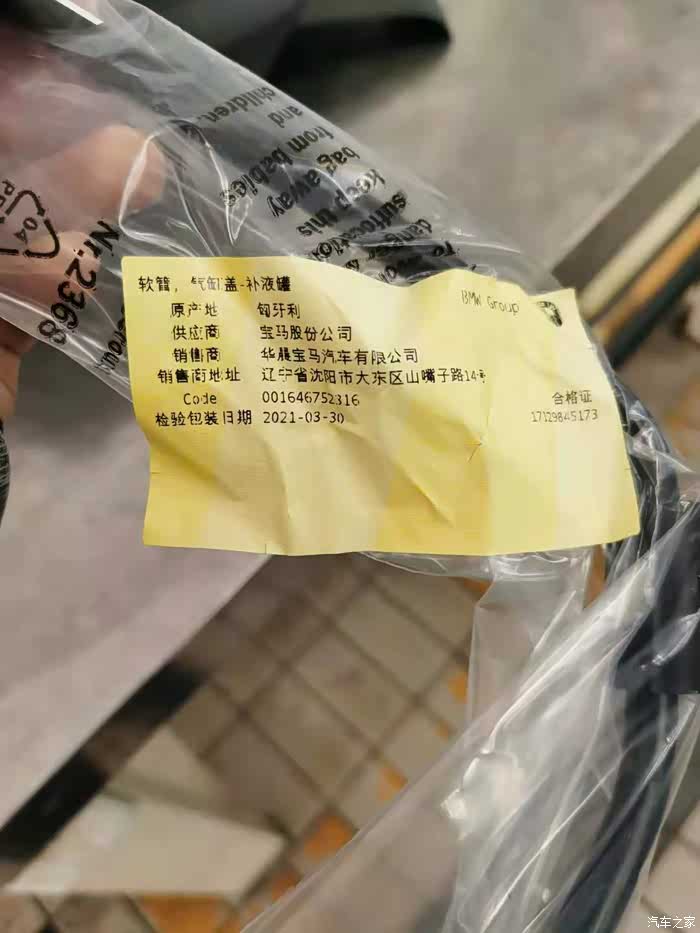 children.
and
from babies
bag away
keep this
suffocation
danger
04
Nr.2368
软管, 气缸盖-补液罐
BMW Group
原产地 匈牙利
供应商 宝马股份公司
销售商 华晨宝马汽车有限公司
销售商地址 辽宁省沈阳市大东区山嘴子路14号
Code 001646752316
合格证
检验包装日期 2021-03-30
17129845173
汽车之家